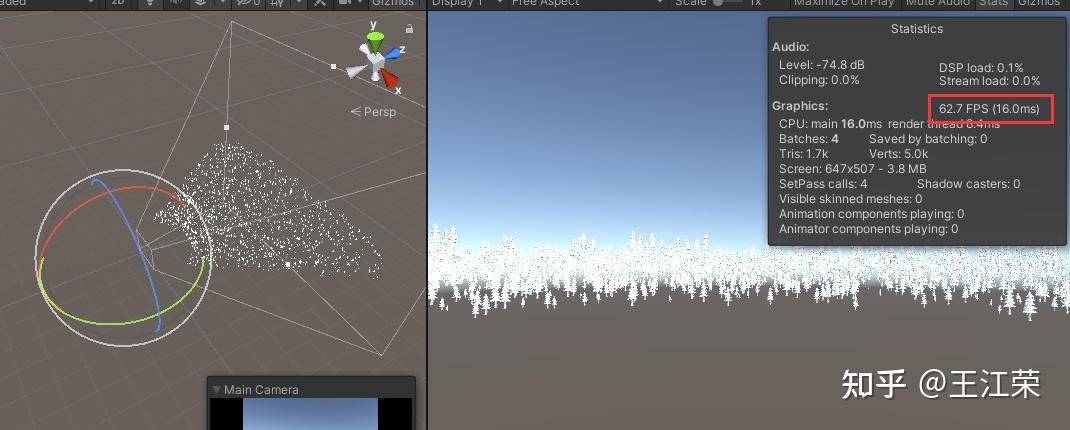 2D
Gizmos
y
z
x
Persp
Main Camera
Display 1
Free Aspect
Scale
1x
Maximize On Play
Mute Audio
Stats
Gizmos
Statistics
Audio:
Level: -74.8 dB
DSP load: 0.1%
Clipping: 0.0%
Stream load: 0.0%
Graphics:
62.7 FPS (16.0ms)
CPU: main 16.0ms render thread 8.4ms
Batches: 4 Saved by batching: 0
Tris: 1.7k Verts: 5.0k
Screen: 647x507 - 3.8 MB
SetPass calls: 4 Shadow casters: 0
Visible skinned meshes: 0
Animation components playing: 0
Animator components playing: 0
知乎 @王江荣